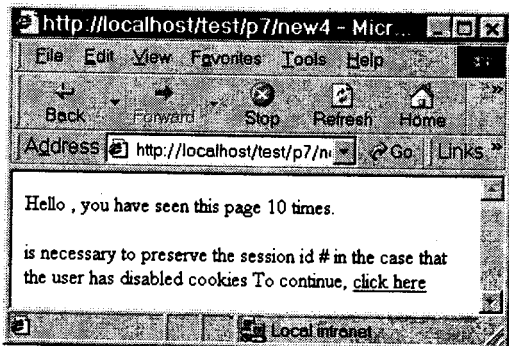 http://localhost/test/p7/new4 - Micr...
File Edit View Favorites Tools Help
Back Forward Stop Refresh Home »
Address http://localhost/test/p7/n Go Links »
Hello , you have seen this page 10 times.
is necessary to preserve the session id # in the case that
the user has disabled cookies To continue, click here
Local intranet